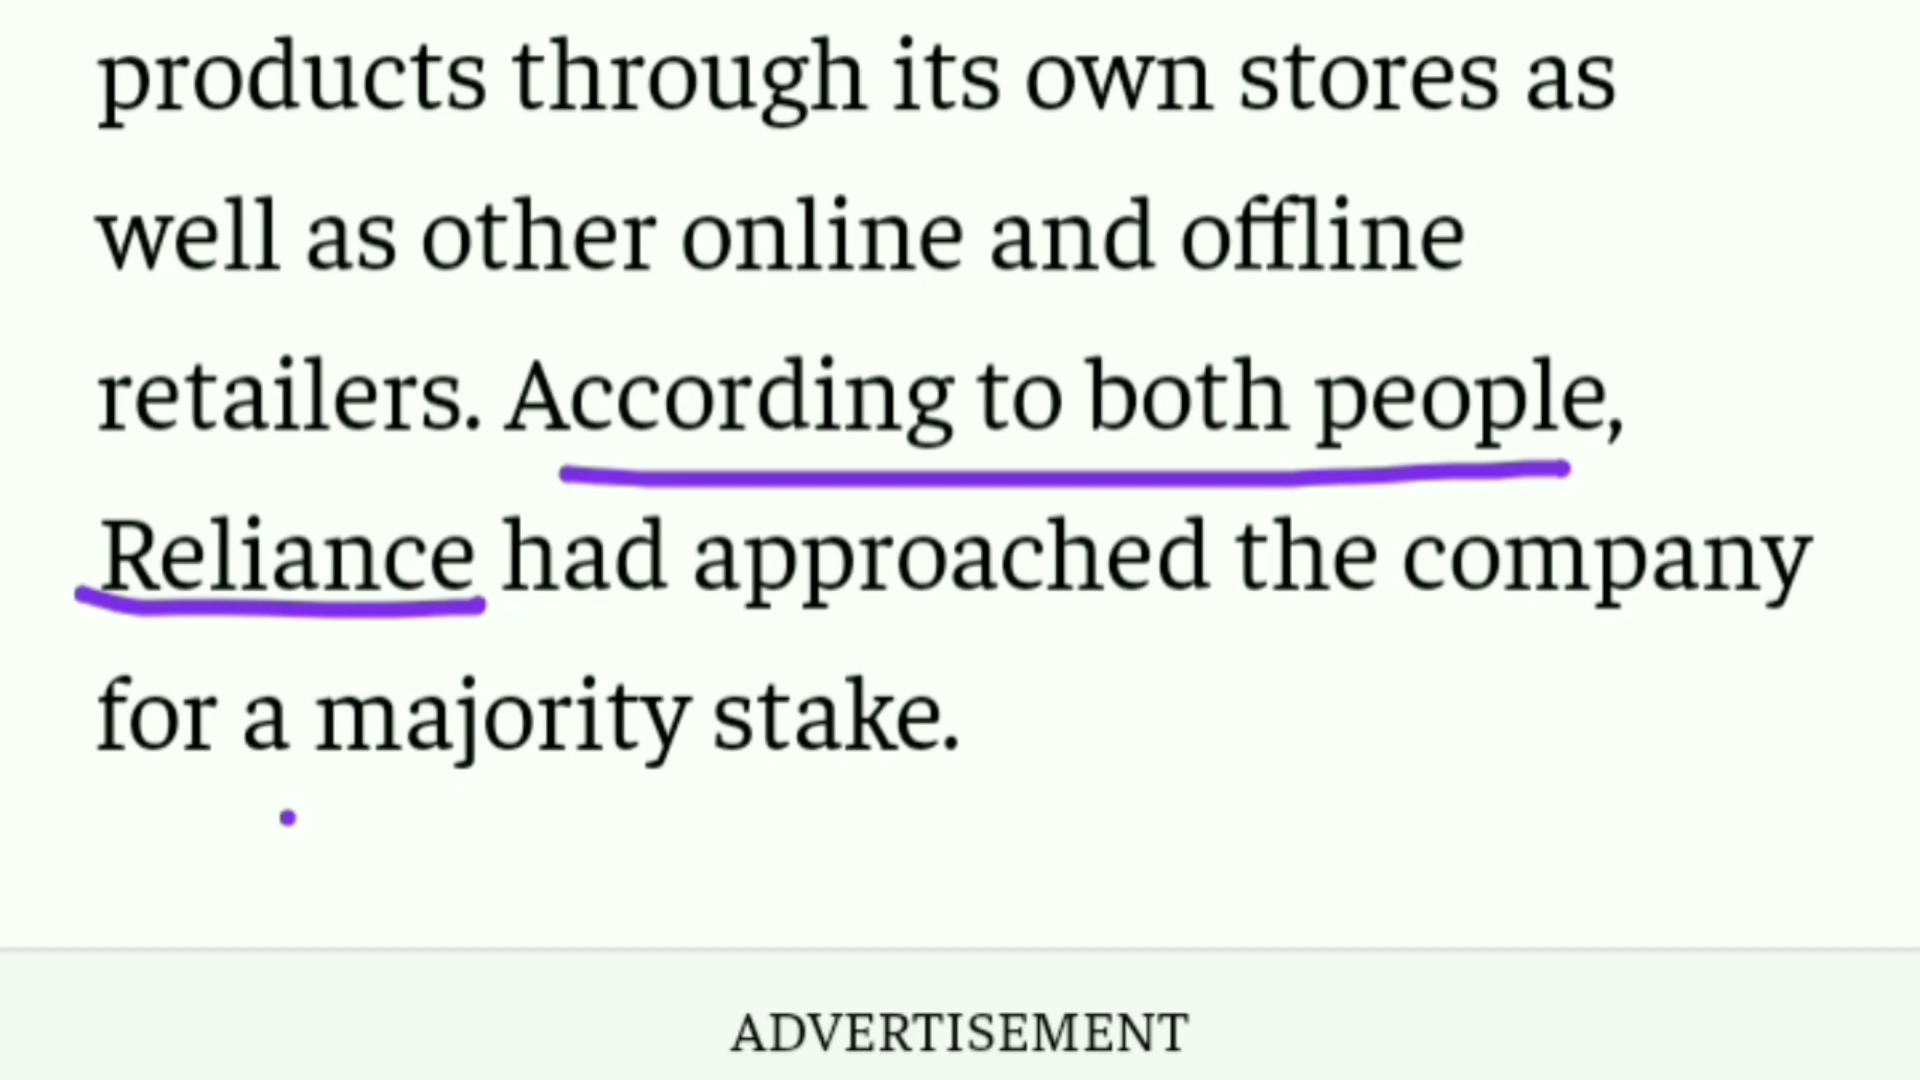 products through its own stores as
well as other online and offline
retailers. According to both people,
Reliance had approached the company
for a majority stake.
ADVERTISEMENT